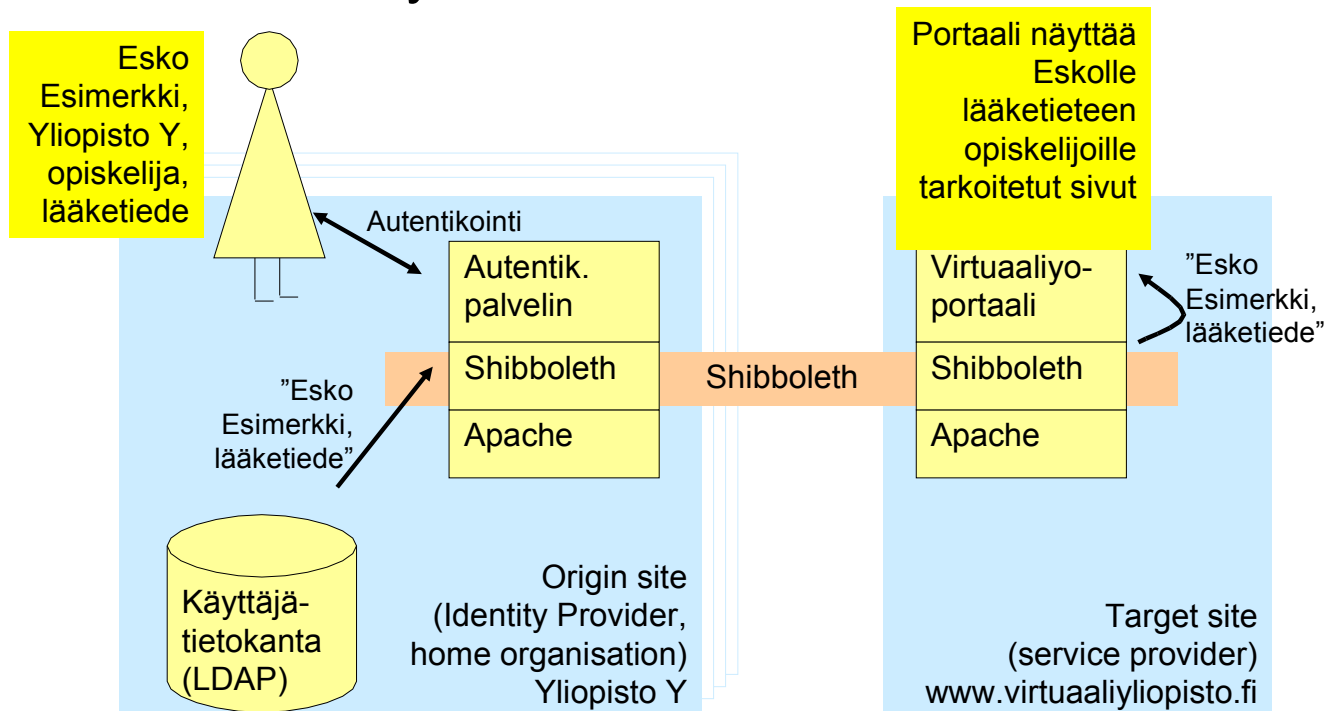 Esko
Esimerkki,
Yliopisto Y,
opiskelija,
lääketiede
Autentikointi
Autentik.
palvelin
Shibboleth
Apache
”Esko
Esimerkki,
lääketiede”
Käyttäjä-
tietokanta
(LDAP)
Origin site
(Identity Provider,
home organisation)
Yliopisto Y
Shibboleth
Portaali näyttää
Eskolle
lääketieteen
opiskelijoille
tarkoitetut sivut
Virtuaaliyo-
portaali
Shibboleth
Apache
”Esko
Esimerkki,
lääketiede”
Target site
(service provider)
www.virtuaaliyliopisto.fi